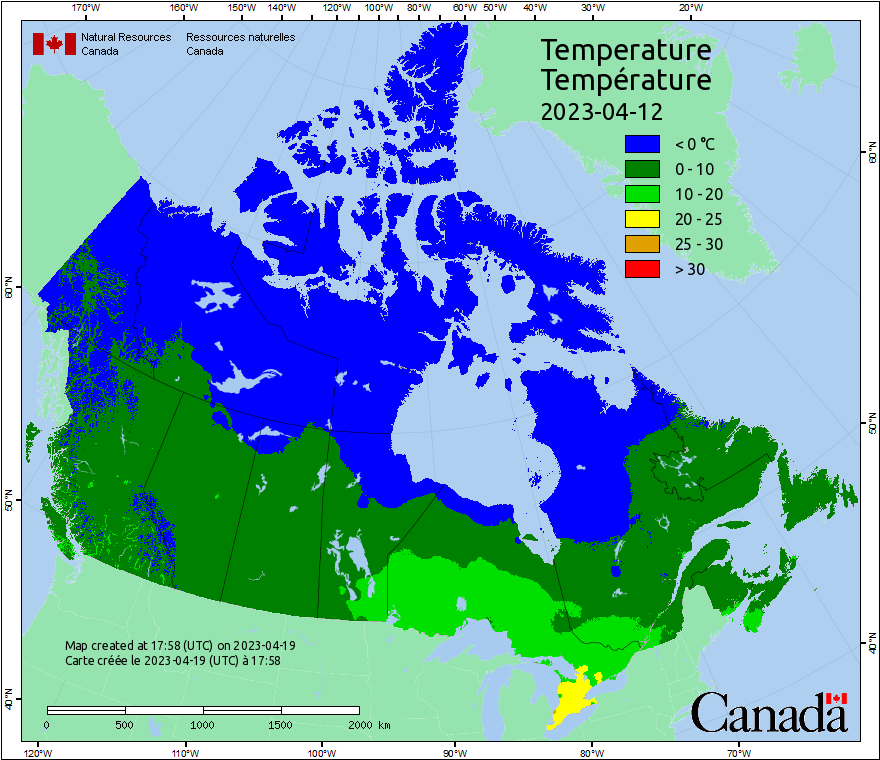 170°W 160°W 150°W 140°W 130°W 120°W 110°W 100°W 90°W 80°W 60°W 50°W 40°W 30°W 20°W
Natural Resources Ressources naturelles
Canada Canada
Temperature
Température
2023-04-12
< 0 °C
0 - 10
10 - 20
20 - 25
25 - 30
> 30
60°N
60°N
50°N
50°N
40°N
40°N
Map created at 17:58 (UTC) on 2023-04-19
Carte créée le 2023-04-19 (UTC) à 17:58
0 500 1000 1500 2000 km
Canada
120°W 110°W 100°W 90°W 80°W 70°W